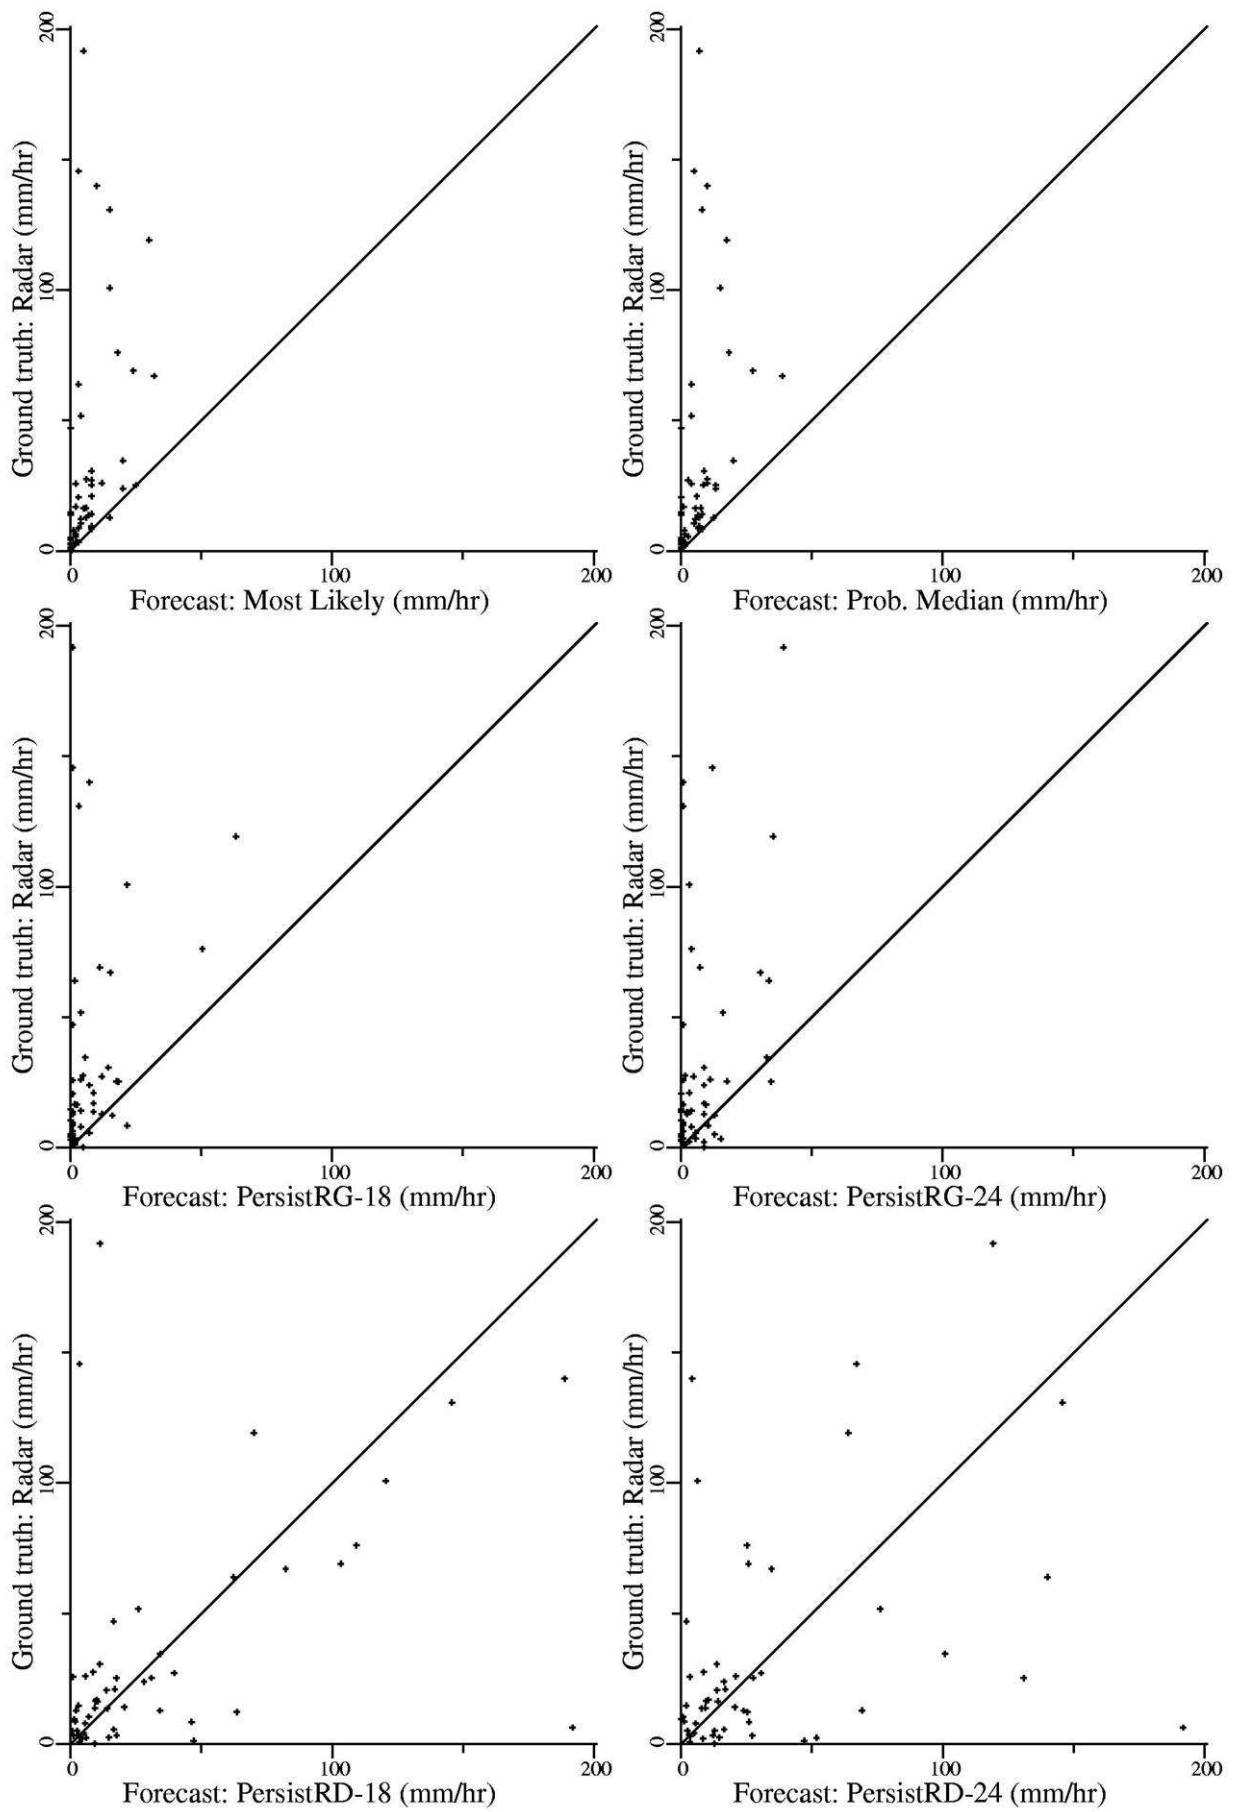 200
100
0
Ground truth: Radar (mm/hr)
0 100 200
Forecast: Most Likely (mm/hr)
200
100
0
Ground truth: Radar (mm/hr)
0 100 200
Forecast: Prob. Median (mm/hr)
200
100
0
Ground truth: Radar (mm/hr)
0 100 200
Forecast: PersistRG-18 (mm/hr)
200
100
0
Ground truth: Radar (mm/hr)
0 100 200
Forecast: PersistRG-24 (mm/hr)
200
100
0
Ground truth: Radar (mm/hr)
0 100 200
Forecast: PersistRD-18 (mm/hr)
200
100
0
Ground truth: Radar (mm/hr)
0 100 200
Forecast: PersistRD-24 (mm/hr)